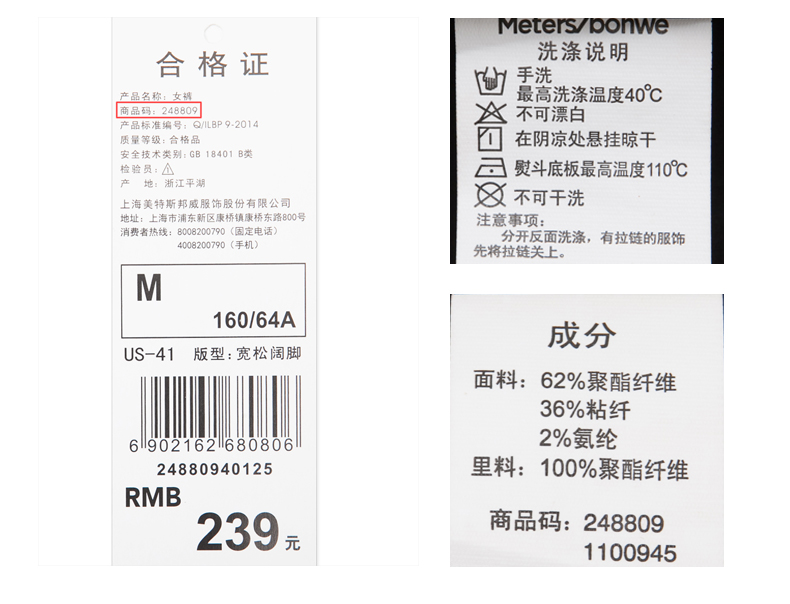 合格证
产品名称：女裤
商品码：248809
产品标准编号：Q/ILBP 9-2014
质量等级：合格品
安全技术类别：GB 18401 B类
检验员：
产 地：浙江平湖
上海美特斯邦威服饰股份有限公司
地址：上海市浦东新区康桥镇康桥东路800号
消费者热线：8008200790（固定电话）
4008200790（手机）
M
160/64A
US-41 版型：宽松阔脚
6 902162 680806
24880940125
RMB
239元
Meters/bonwe
洗涤说明
手洗
最高洗涤温度40℃
不可漂白
在阴凉处悬挂晾干
熨斗底板最高温度110℃
不可干洗
注意事项：
分开反面洗涤，有拉链的服饰
先将拉链关上。
成分
面料：62%聚酯纤维
36%粘纤
2%氨纶
里料：100%聚酯纤维
商品码：248809
1100945